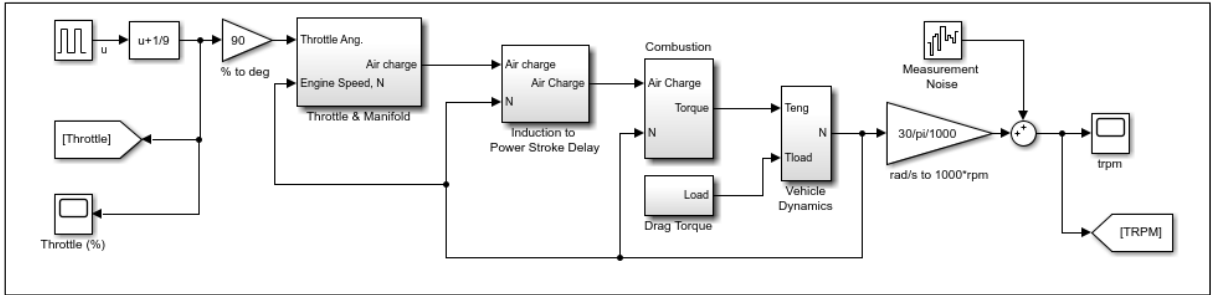 u
u+1/9
90
% to deg
Throttle Ang.
Air charge
Engine Speed, N
Throttle & Manifold
Air charge
Air Charge
N
Induction to
Power Stroke Delay
Combustion
Air Charge
Torque
N
Load
Drag Torque
Teng
N
Tload
Vehicle
Dynamics
30/pi/1000
rad/s to 1000*rpm
Measurement
Noise
++
trpm
[TRPM]
[Throttle]
Throttle (%)